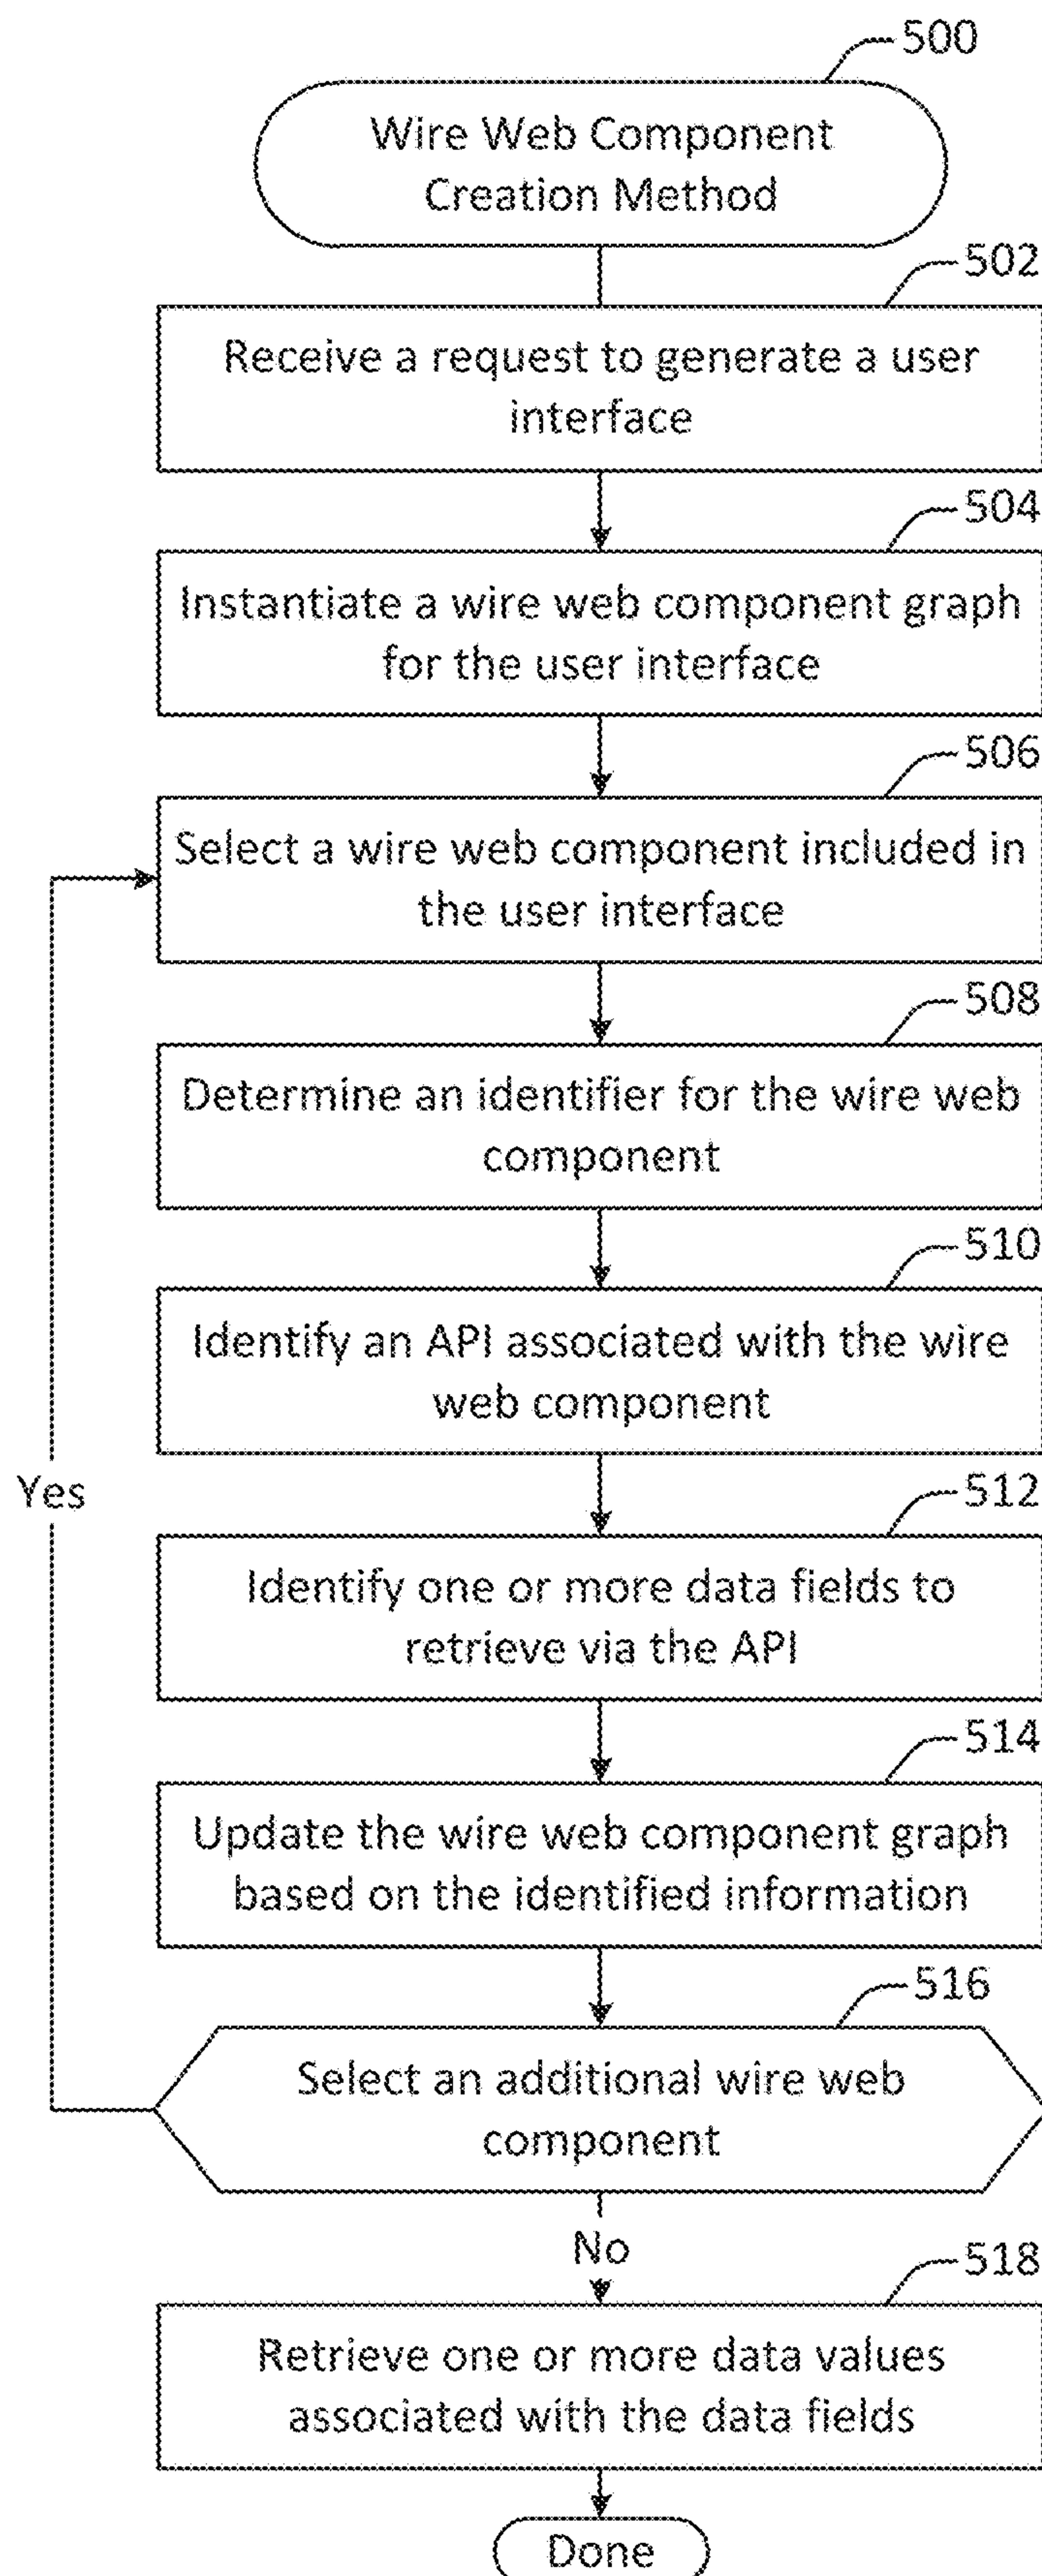 500
Wire Web Component
Creation Method
502
Receive a request to generate a user
interface
504
Instantiate a wire web component graph
for the user interface
506
Select a wire web component included in
the user interface
508
Determine an identifier for the wire web
component
510
Identify an API associated with the wire
web component
Yes
512
Identify one or more data fields to
retrieve via the API
514
Update the wire web component graph
based on the identified information
516
Select an additional wire web
component
No
518
Retrieve one or more data values
associated with the data fields
Done